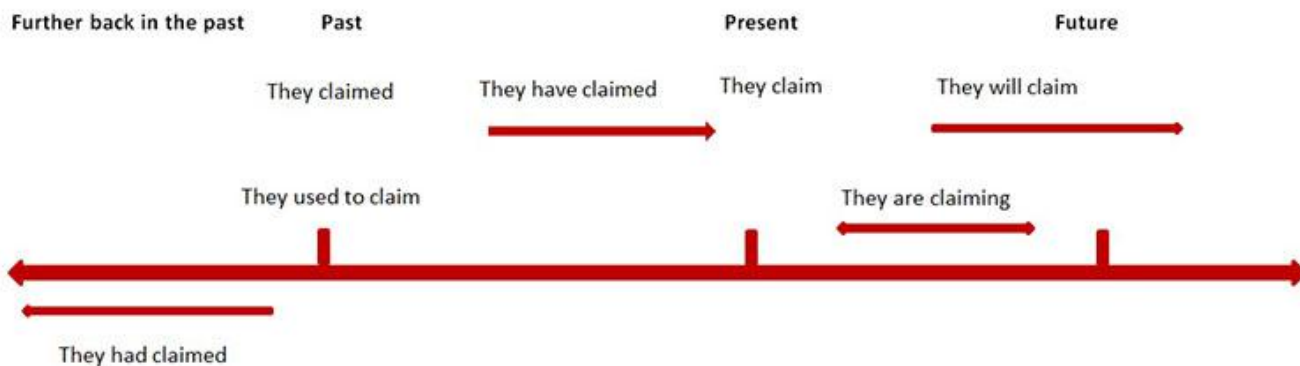 Further back in the past Past Present Future
They claimed They have claimed They claim They will claim
They used to claim They are claiming
They had claimed